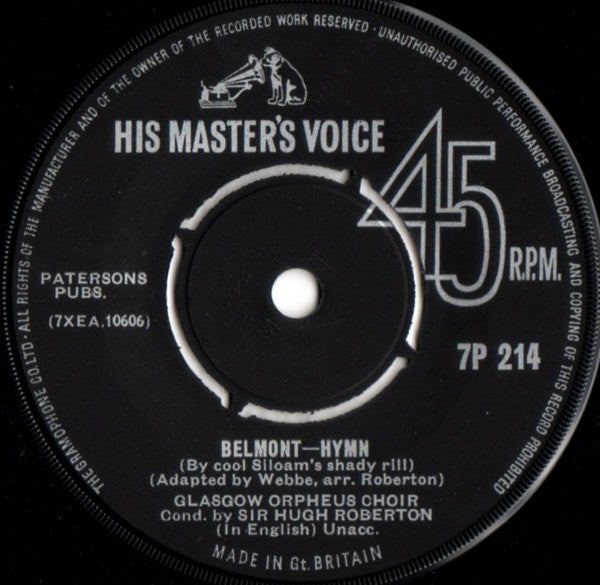 THE GRAMOPHONE CO. LTD · ALL RIGHTS OF THE MANUFACTURER AND OF THE OWNER OF THE RECORDED WORK RESERVED · UNAUTHORISED PUBLIC PERFORMANCE BROADCASTING AND COPYING OF THIS RECORD PROHIBITED
HIS MASTER'S VOICE
45
R.P.M.
PATERSONS
PUBS.
(7XEA.10606)
7P 214
BELMONT—HYMN
(By cool Siloam's shady rill)
(Adapted by Webbe, arr. Roberton)
GLASGOW ORPHEUS CHOIR
Cond. by SIR HUGH ROBERTON
(In English) Unacc.
MADE IN Gt. BRITAIN